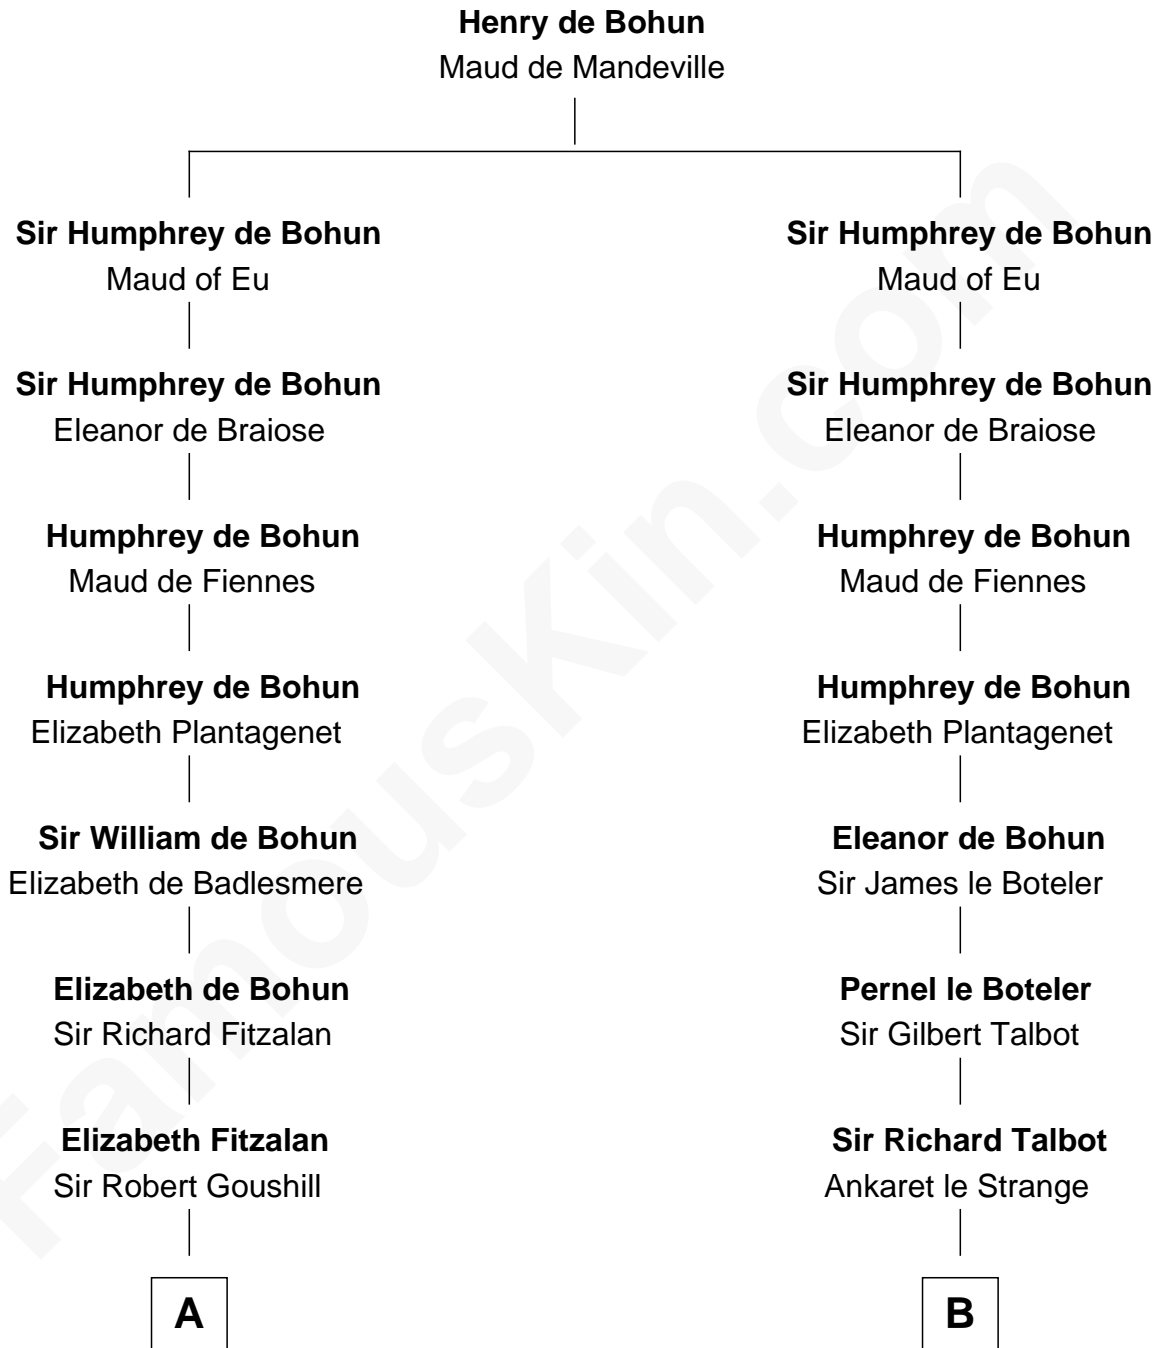 Henry de Bohun
Maud de Mandeville
Sir Humphrey de Bohun
Maud of Eu
Sir Humphrey de Bohun
Eleanor de Braiose
Humphrey de Bohun
Maud de Fiennes
Humphrey de Bohun
Elizabeth Plantagenet
Sir William de Bohun
Elizabeth de Badlesmere
Elizabeth de Bohun
Sir Richard Fitzalan
Elizabeth Fitzalan
Sir Robert Goushill
A
Sir Humphrey de Bohun
Maud of Eu
Sir Humphrey de Bohun
Eleanor de Braiose
Humphrey de Bohun
Maud de Fiennes
Humphrey de Bohun
Elizabeth Plantagenet
Eleanor de Bohun
Sir James le Boteler
Pernel le Boteler
Sir Gilbert Talbot
Sir Richard Talbot
Ankaret le Strange
B
FamousKin.com